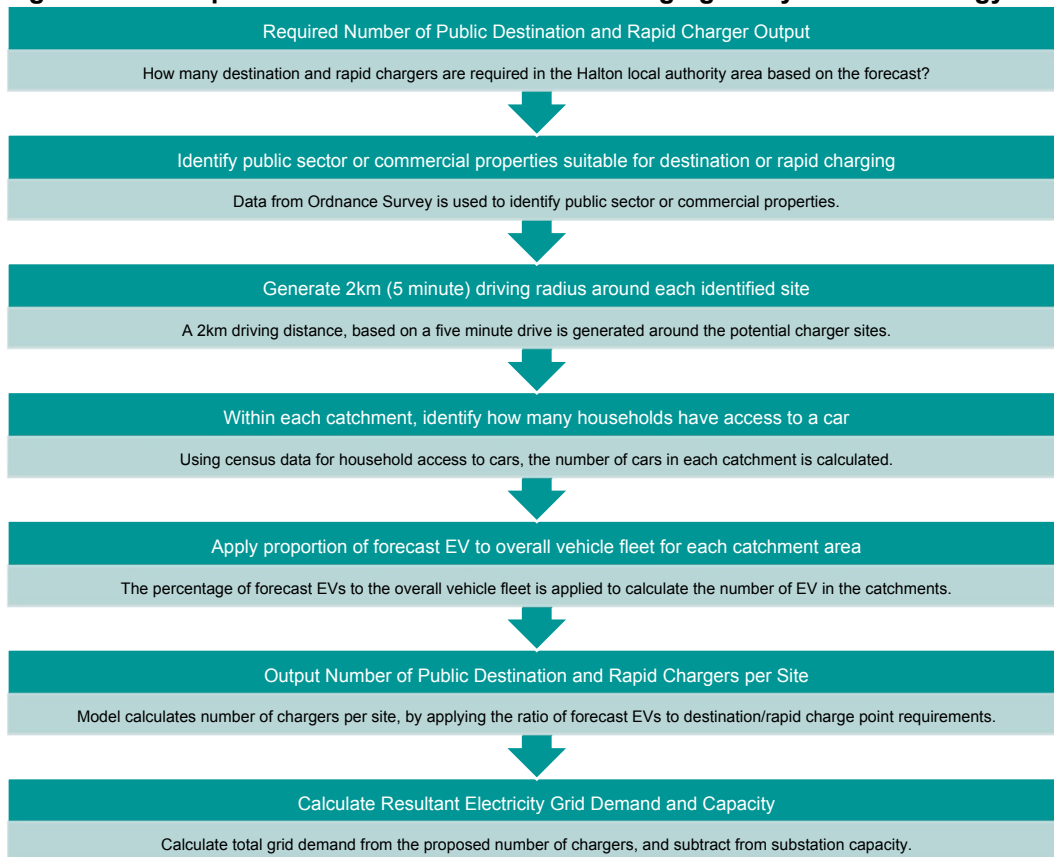 Required Number of Public Destination and Rapid Charger Output
How many destination and rapid chargers are required in the Halton local authority area based on the forecast?
Identify public sector or commercial properties suitable for destination or rapid charging
Data from Ordnance Survey is used to identify public sector or commercial properties.
Generate 2km (5 minute) driving radius around each identified site
A 2km driving distance, based on a five minute drive is generated around the potential charger sites.
Within each catchment, identify how many households have access to a car
Using census data for household access to cars, the number of cars in each catchment is calculated.
Apply proportion of forecast EV to overall vehicle fleet for each catchment area
The percentage of forecast EVs to the overall vehicle fleet is applied to calculate the number of EV in the catchments.
Output Number of Public Destination and Rapid Chargers per Site
Model calculates number of chargers per site, by applying the ratio of forecast EVs to destination/rapid charge point requirements.
Calculate Resultant Electricity Grid Demand and Capacity
Calculate total grid demand from the proposed number of chargers, and subtract from substation capacity.